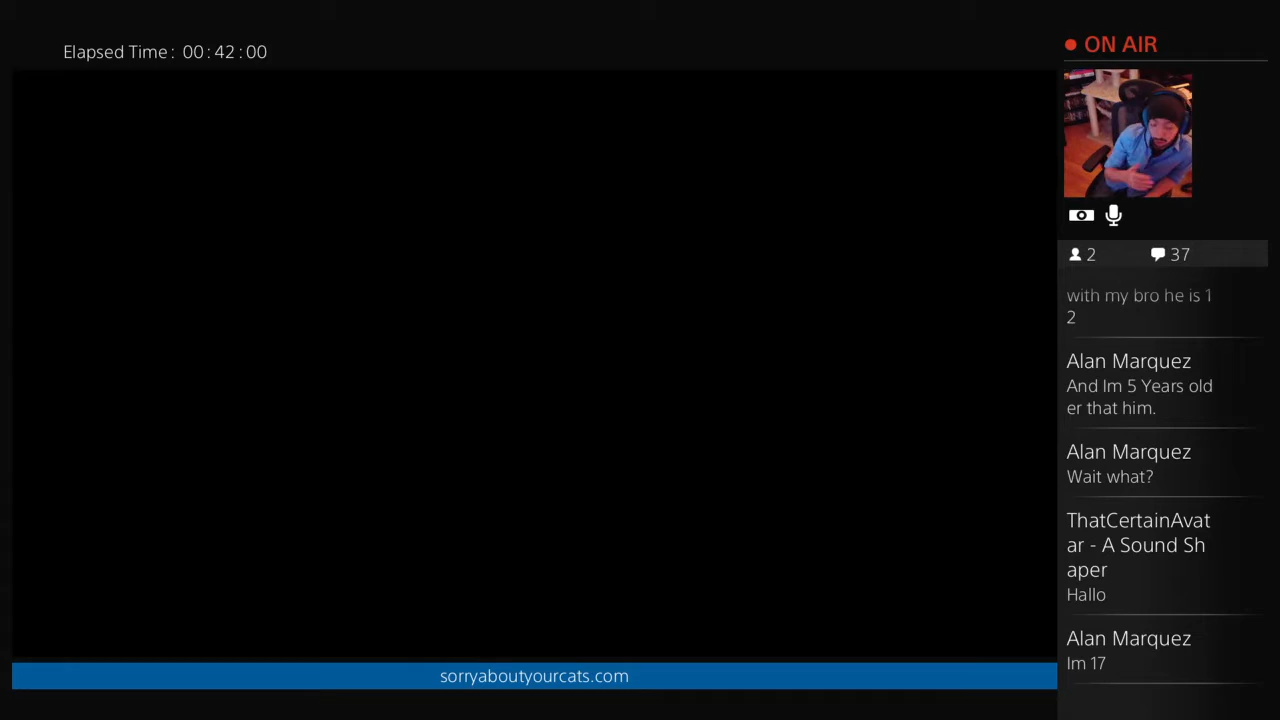 Elapsed Time: 00:42:00
ON AIR
2 37
with my bro he is 1
2
Alan Marquez
And Im 5 Years old
er that him.
Alan Marquez
Wait what?
ThatCertainAvat
ar - A Sound Sh
aper
Hallo
Alan Marquez
Im 17
sorryaboutyourcats.com